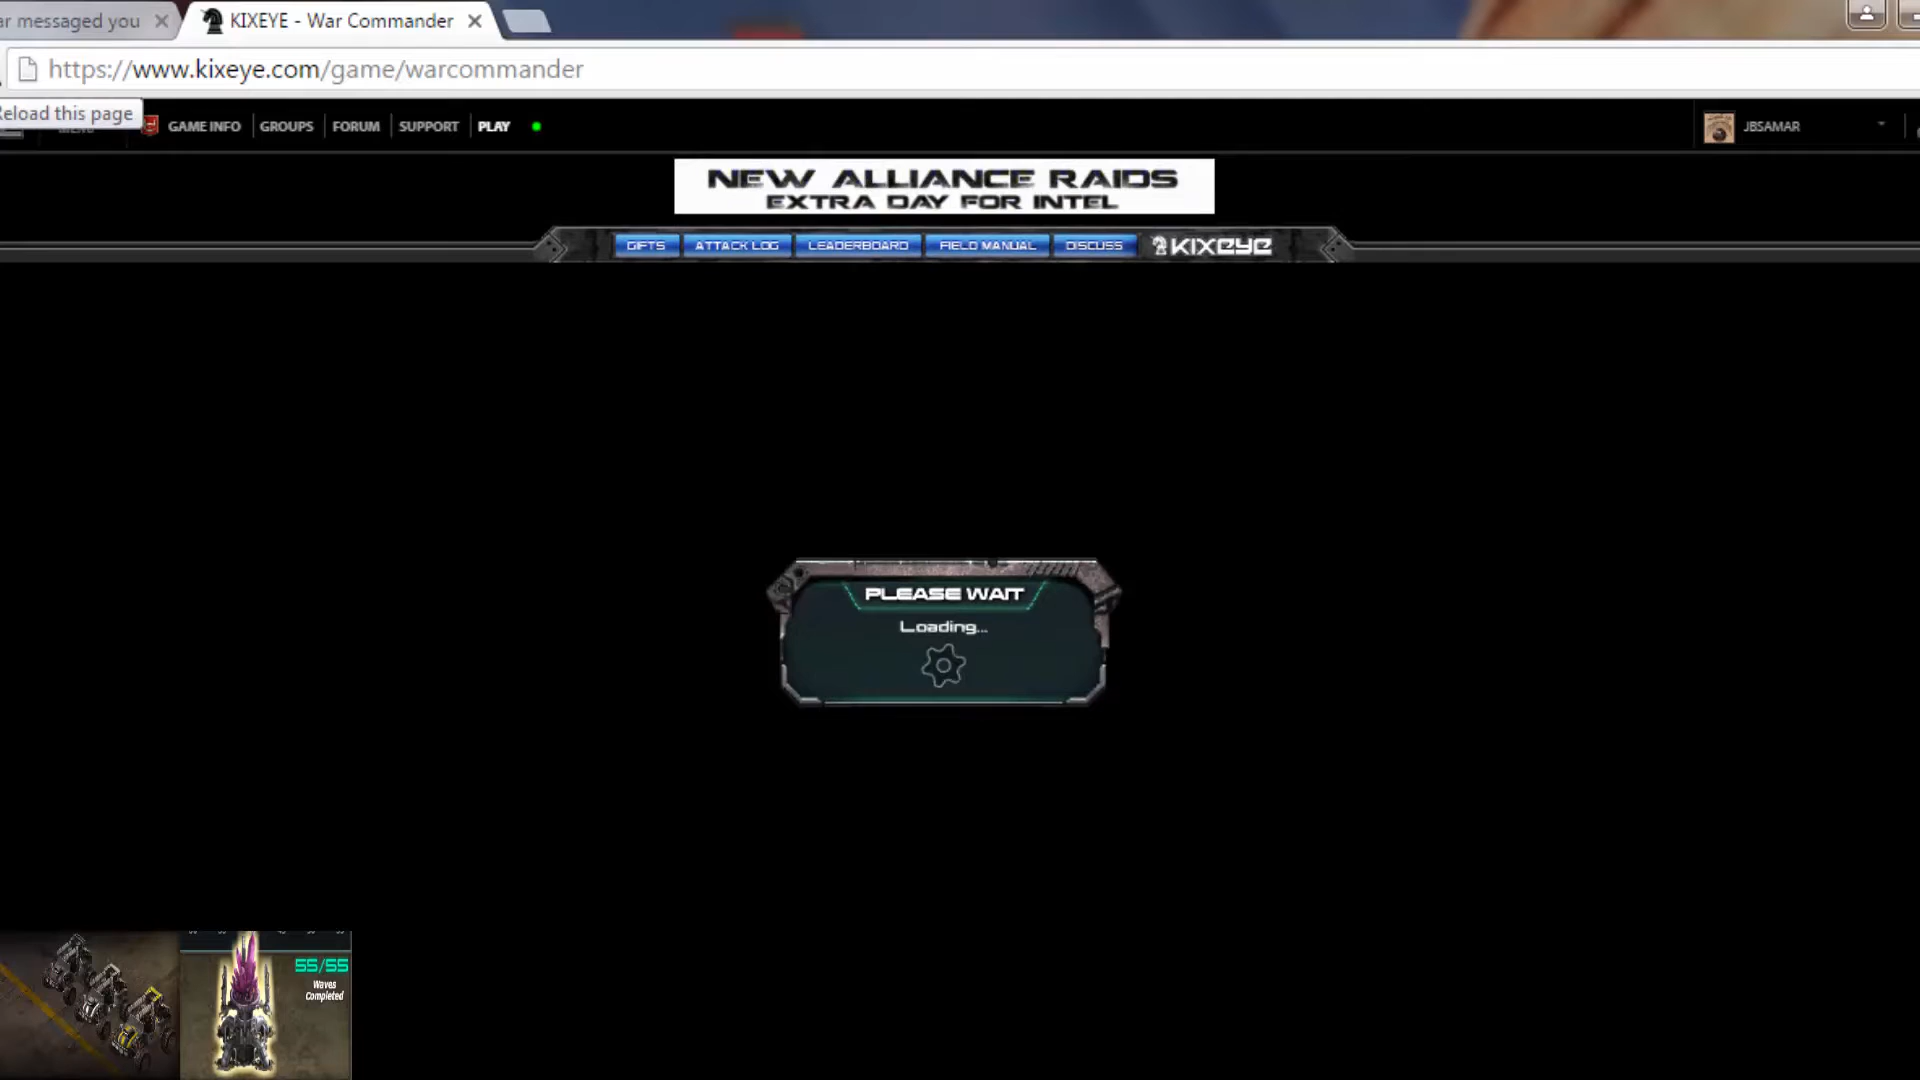 ar messaged you
KIXEYE - War Commander
https://www.kixeye.com/game/warcommander
Reload this page
GAME INFO
GROUPS
FORUM
SUPPORT
PLAY
JBSAMAR
NEW ALLIANCE RAIDS
EXTRA DAY FOR INTEL
GIFTS
ATTACK LOG
LEADERBOARD
FIELD MANUAL
DISCUSS
KIXEYE
PLEASE WAIT
Loading...
55/55
Waves
Completed